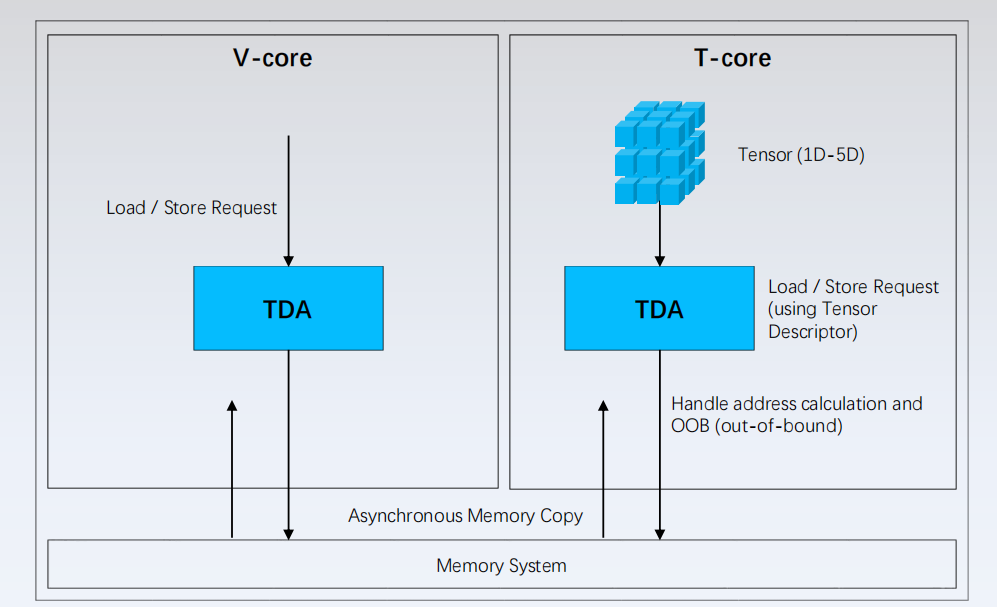 V-core
Load / Store Request
TDA
T-core
Tensor (1D-5D)
TDA
Load / Store Request
(using Tensor
Descriptor)
Handle address calculation and
OOB (out-of-bound)
Asynchronous Memory Copy
Memory System